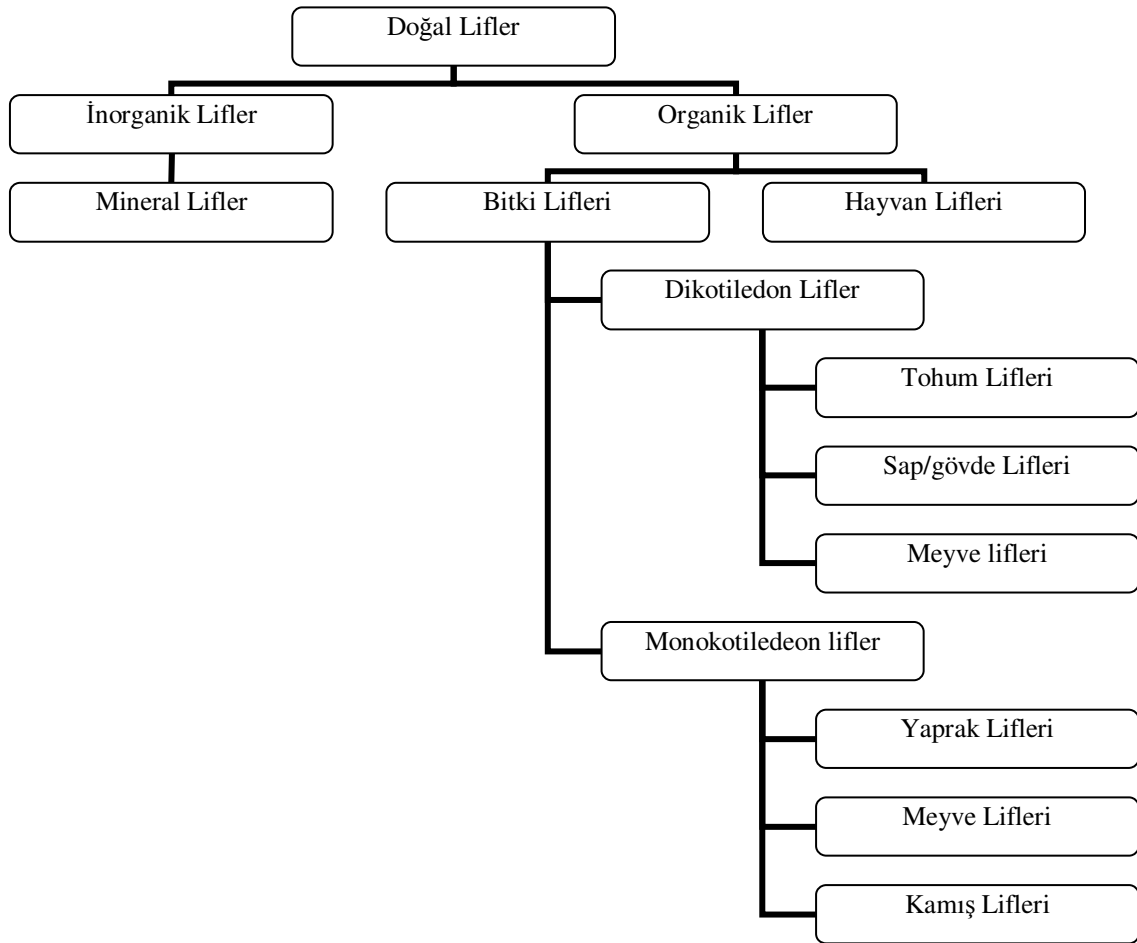 Doğal Lifler
İnorganik Lifler
Organik Lifler
Mineral Lifler
Bitki Lifleri
Hayvan Lifleri
Dikotiledon Lifler
Tohum Lifleri
Sap/gövde Lifleri
Meyve lifleri
Monokotiledeon lifler
Yaprak Lifleri
Meyve Lifleri
Kamış Lifleri